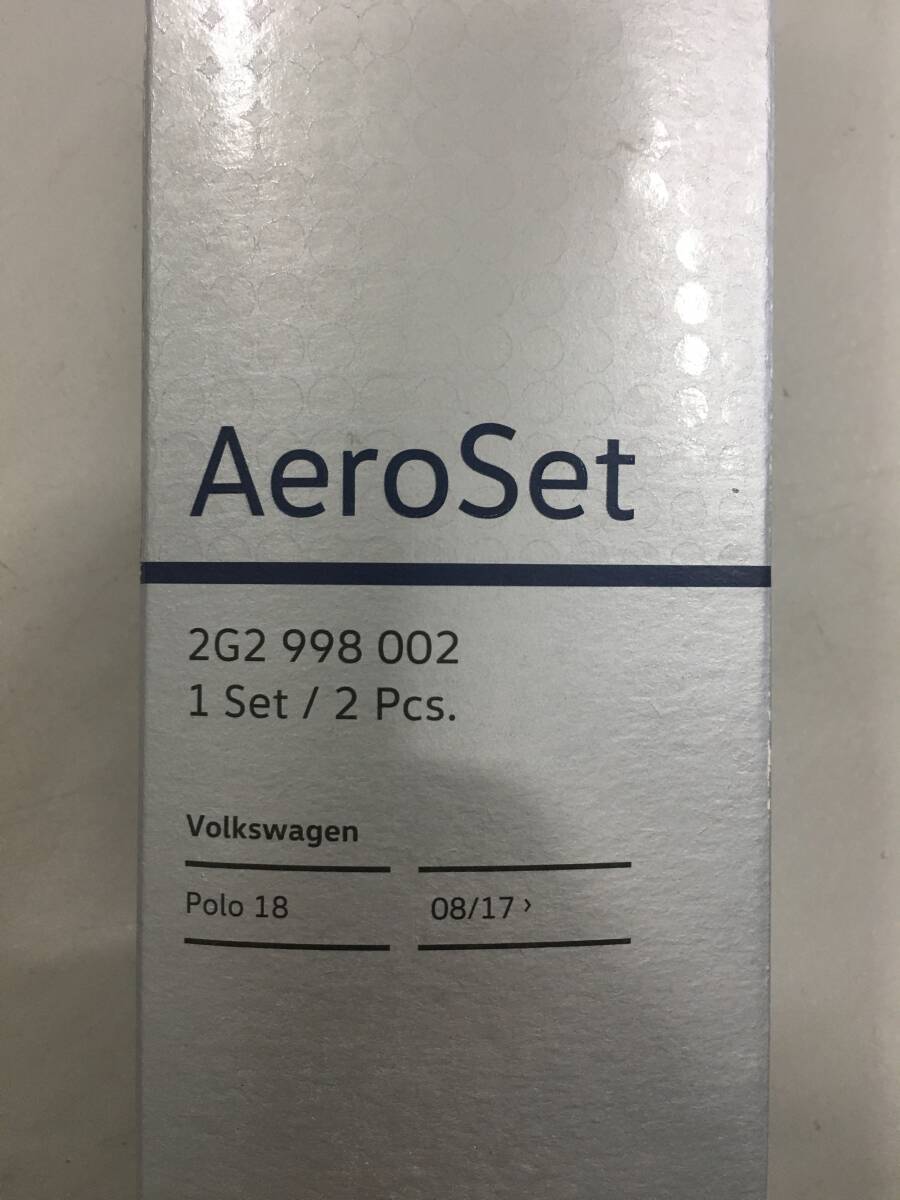 AeroSet
2G2 998 002
1 Set / 2 Pcs.
Volkswagen
Polo 18 08/17 ›